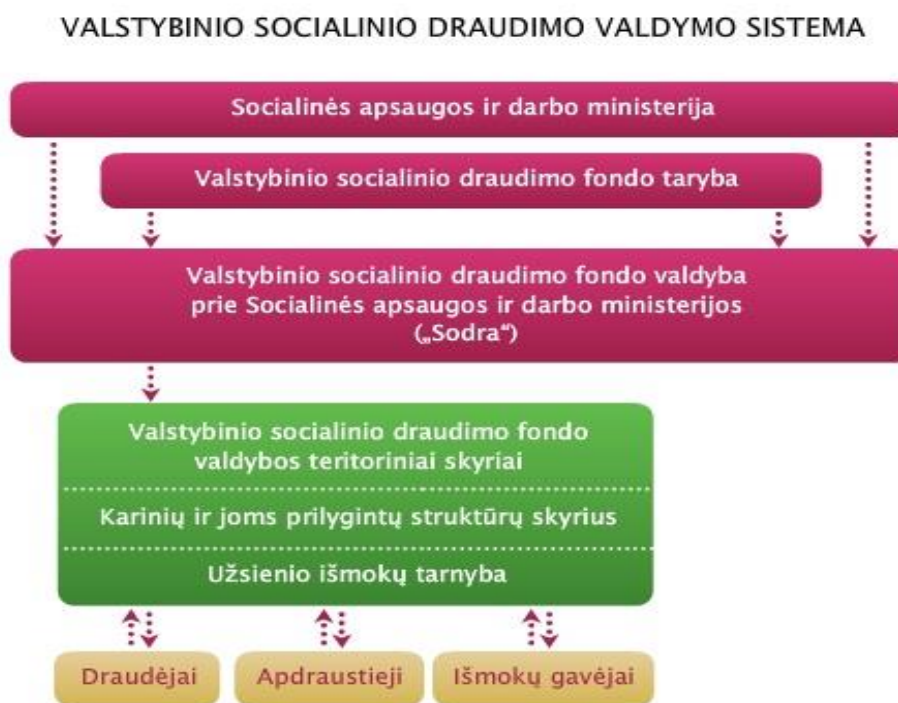 VALSTYBINIO SOCIALINIO DRAUDIMO VALDYMO SISTEMA
Socialinės apsaugos ir darbo ministerija
Valstybinio socialinio draudimo fondo taryba
Valstybinio socialinio draudimo fondo valdyba
prie Socialinės apsaugos ir darbo ministerijos
(„Sodra“)
Valstybinio socialinio draudimo fondo
valdybos teritoriniai skyriai
Karinių ir joms prilygintų struktūrų skyrius
Užsienio išmokų tarnyba
Draudėjai
Apdraustieji
Išmokų gavėjai